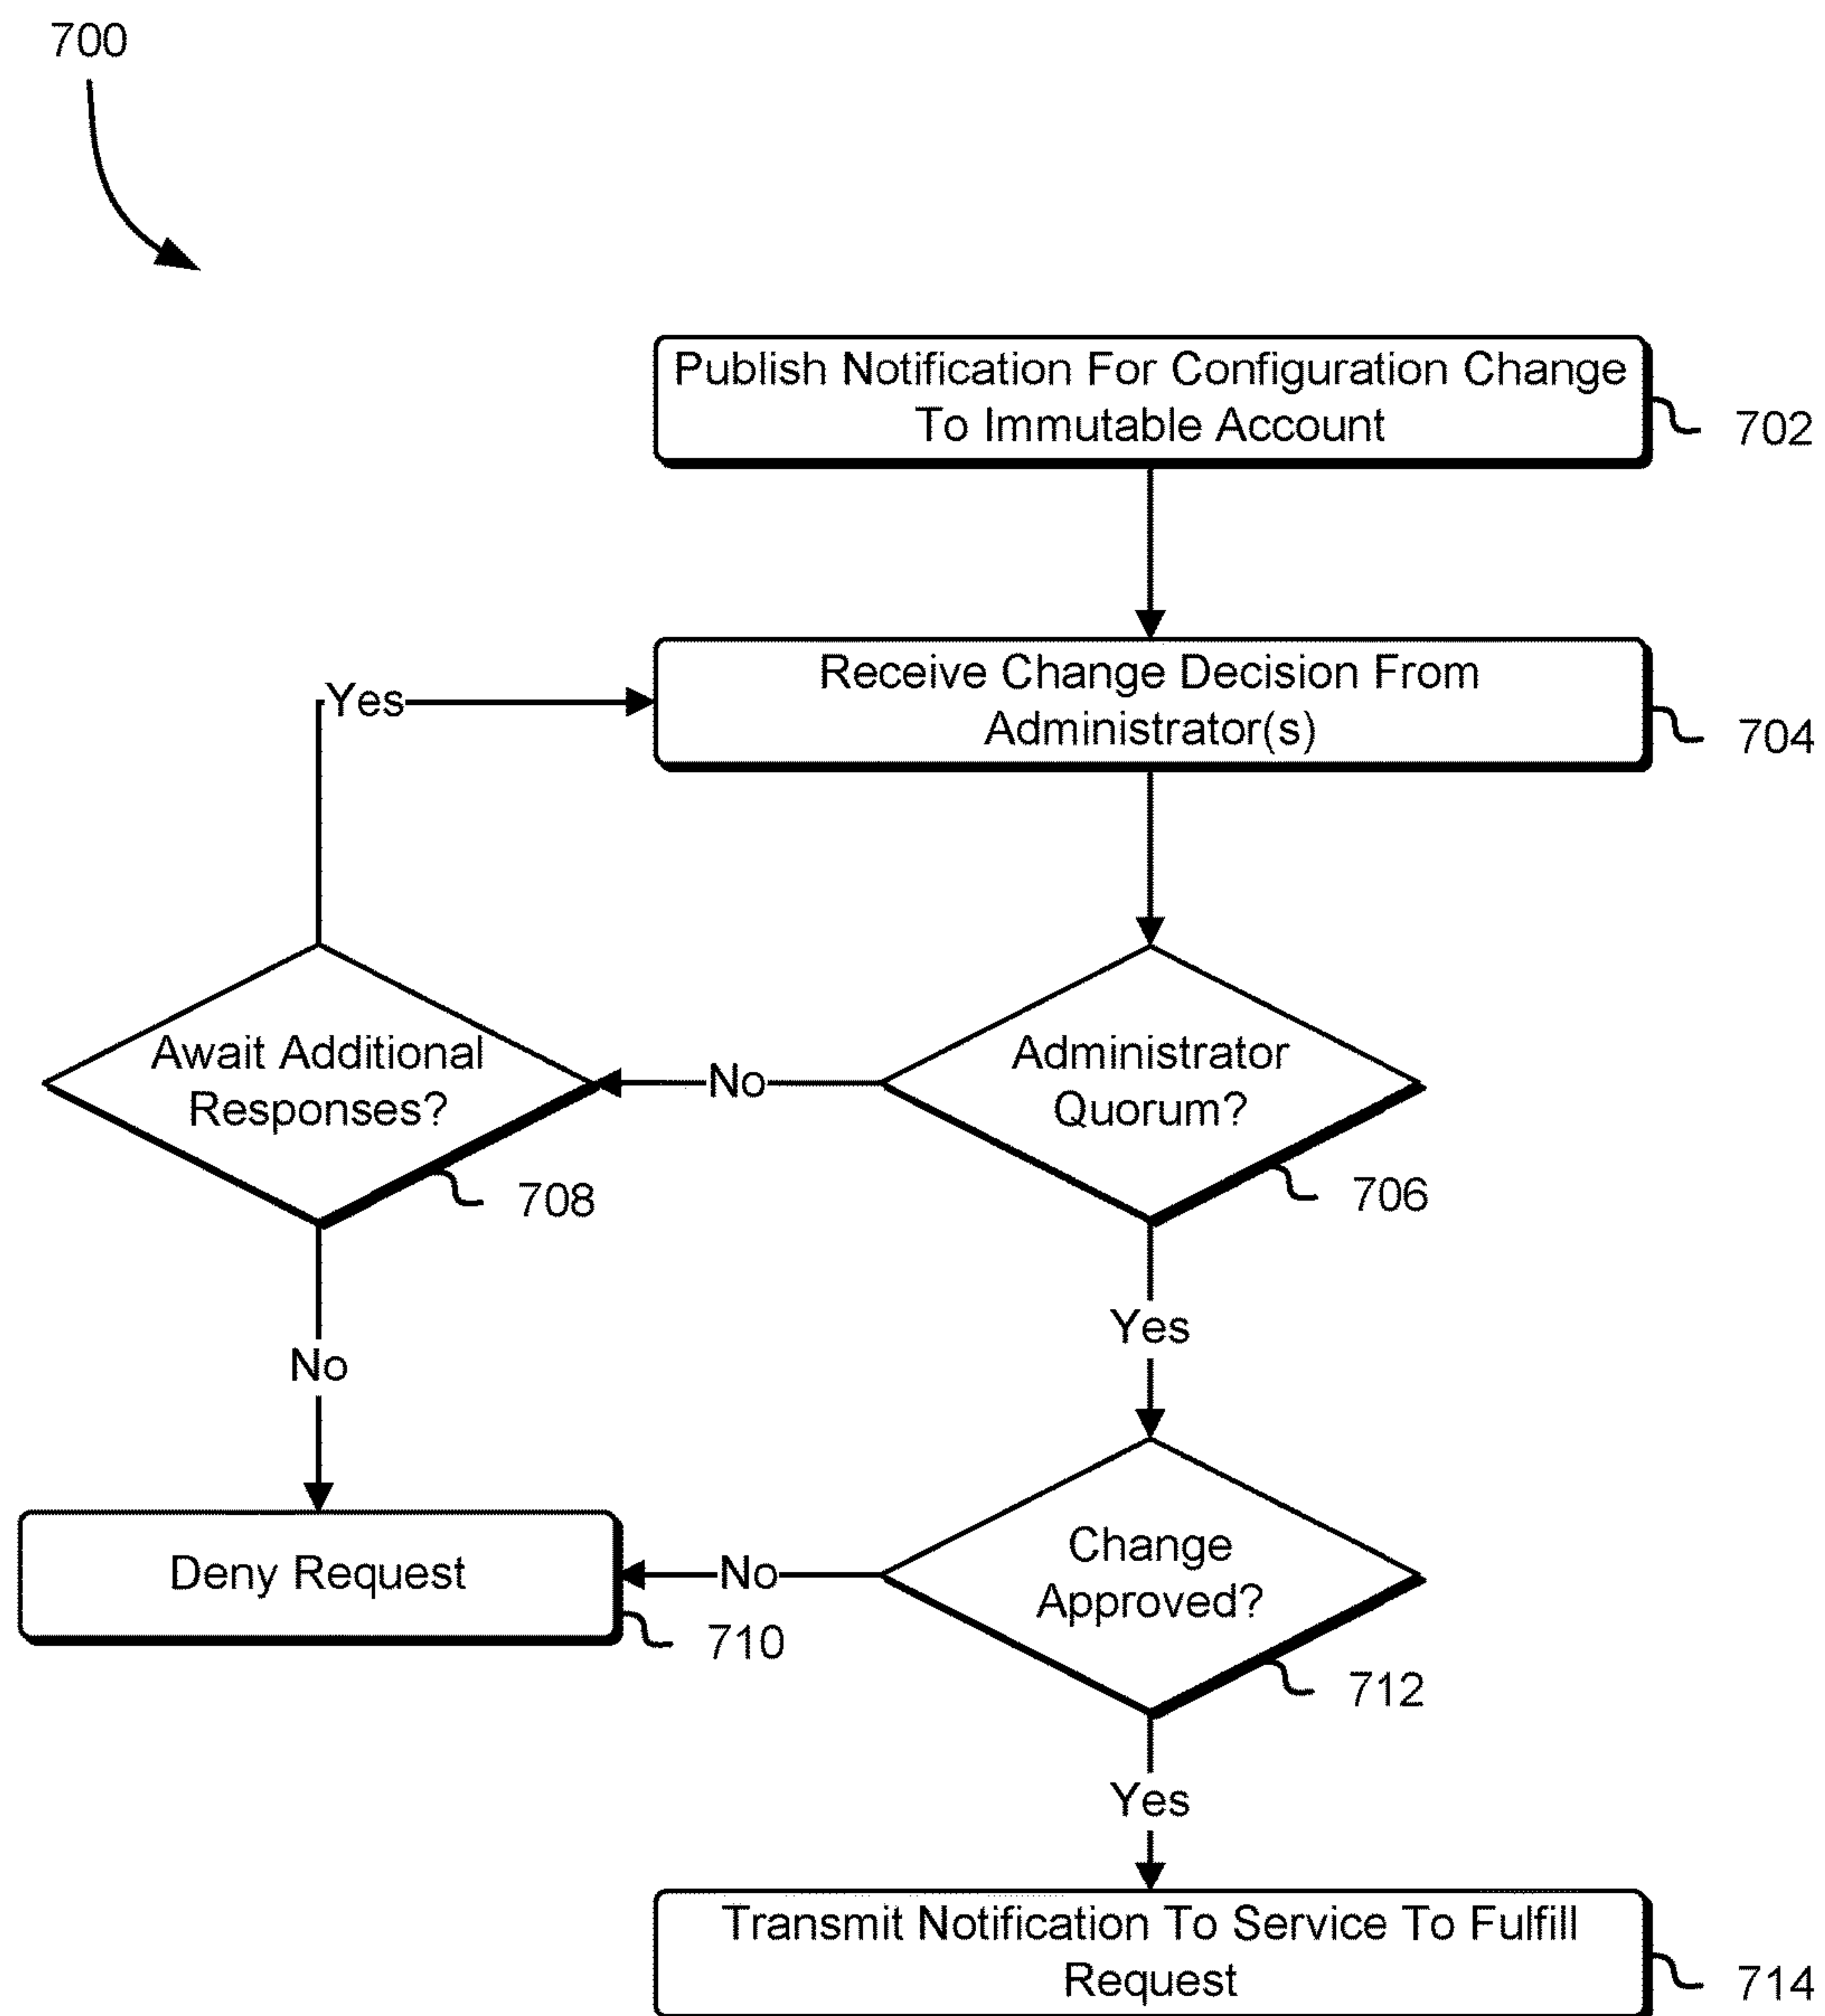 700
Publish Notification For Configuration Change
To Immutable Account
702
Receive Change Decision From
Administrator(s)
704
Yes
Await Additional
Responses?
708
No
Administrator
Quorum?
706
No
Yes
Deny Request
710
No
Change
Approved?
712
Yes
Transmit Notification To Service To Fulfill
Request
714